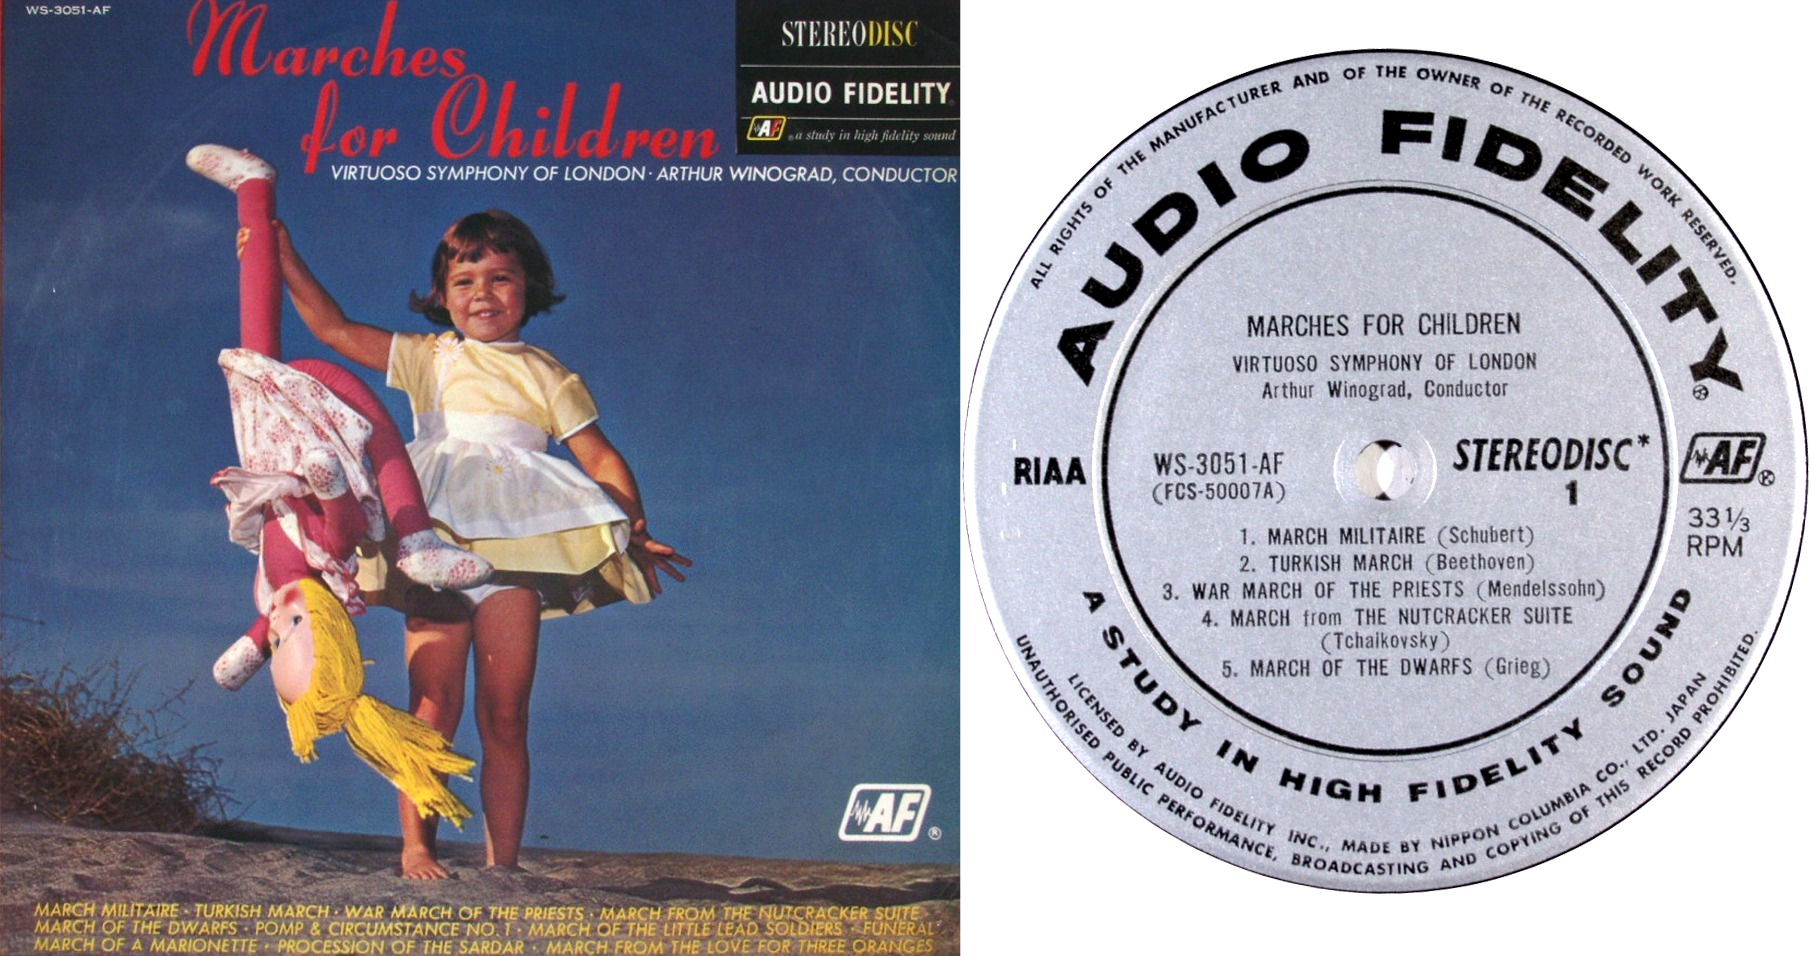 WS-3051-AF
Marches
for Children
STEREODISC
AUDIO FIDELITY
AF ® a study in high fidelity sound
VIRTUOSO SYMPHONY OF LONDON · ARTHUR WINOGRAD, CONDUCTOR
AF ®
MARCH MILITAIRE · TURKISH MARCH · WAR MARCH OF THE PRIESTS · MARCH FROM THE NUTCRACKER SUITE
MARCH OF THE DWARFS · POMP & CIRCUMSTANCE NO. 1 · MARCH OF THE LITTLE LEAD SOLDIERS · FUNERAL
MARCH OF A MARIONETTE · PROCESSION OF THE SARDAR · MARCH FROM THE LOVE FOR THREE ORANGES
ALL RIGHTS OF THE MANUFACTURER AND OF THE OWNER OF THE RECORDED WORK RESERVED.
AUDIO FIDELITY ®
MARCHES FOR CHILDREN
VIRTUOSO SYMPHONY OF LONDON
Arthur Winograd, Conductor
RIAA
WS-3051-AF
(FCS-50007A)
STEREODISC*
1
AF ®
33 1/3
RPM
1. MARCH MILITAIRE (Schubert)
2. TURKISH MARCH (Beethoven)
3. WAR MARCH OF THE PRIESTS (Mendelssohn)
4. MARCH from THE NUTCRACKER SUITE
(Tchaikovsky)
5. MARCH OF THE DWARFS (Grieg)
A STUDY IN HIGH FIDELITY SOUND
LICENSED BY AUDIO FIDELITY INC., MADE BY NIPPON COLUMBIA CO., LTD. JAPAN
UNAUTHORISED PUBLIC PERFORMANCE, BROADCASTING AND COPYING OF THIS RECORD PROHIBITED.